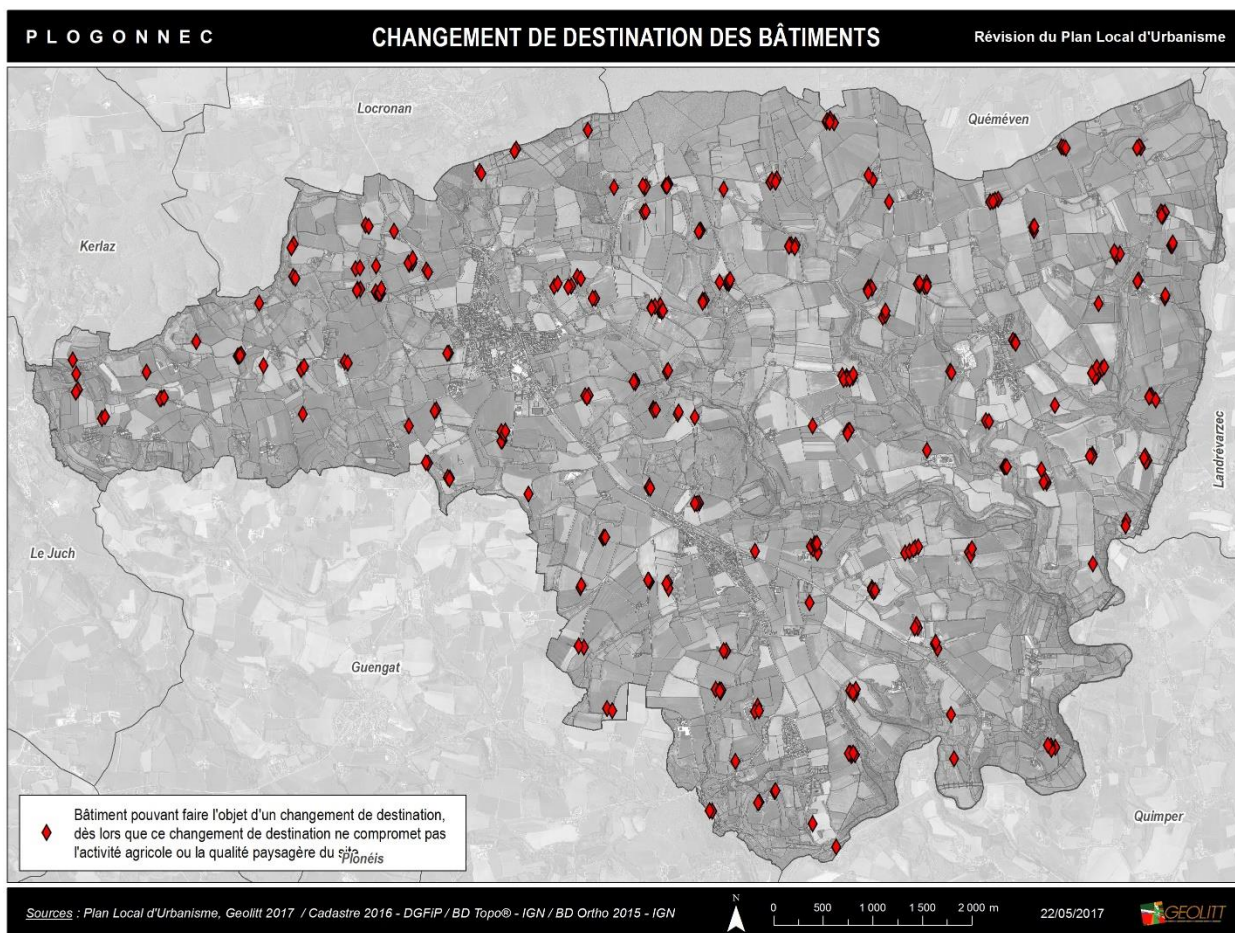 PLOGONNEC
CHANGEMENT DE DESTINATION DES BÂTIMENTS
Révision du Plan Local d'Urbanisme
Locronan
Quéméven
Kerlaz
Landrévarzec
Le Juch
Guengat
Quimper
Bâtiment pouvant faire l'objet d'un changement de destination,
dès lors que ce changement de destination ne compromet pas
l'activité agricole ou la qualité paysagère du site
Plonéis
Sources : Plan Local d'Urbanisme, Geolitt 2017 / Cadastre 2016 - DGFiP / BD Topo® - IGN / BD Ortho 2015 - IGN
N
0 500 1 000 1 500 2 000 m
22/05/2017
GEOLITT